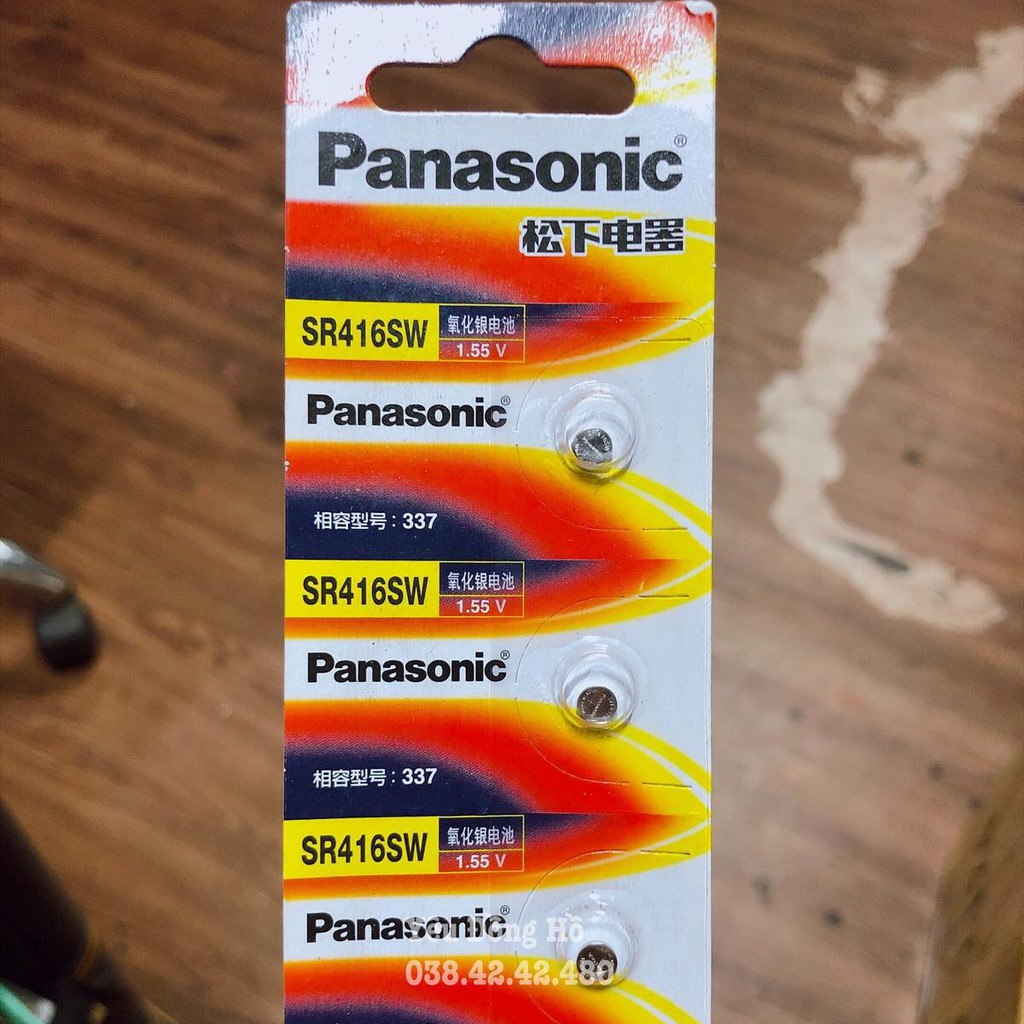 Panasonic®
松下电器
SR416SW
氧化银电池
1.55 V
Panasonic®
相容型号：337
SR416SW
氧化银电池
1.55 V
Panasonic®
相容型号：337
SR416SW
氧化银电池
1.55 V
Panasonic®
Đồng Hồ
038.42.42.480